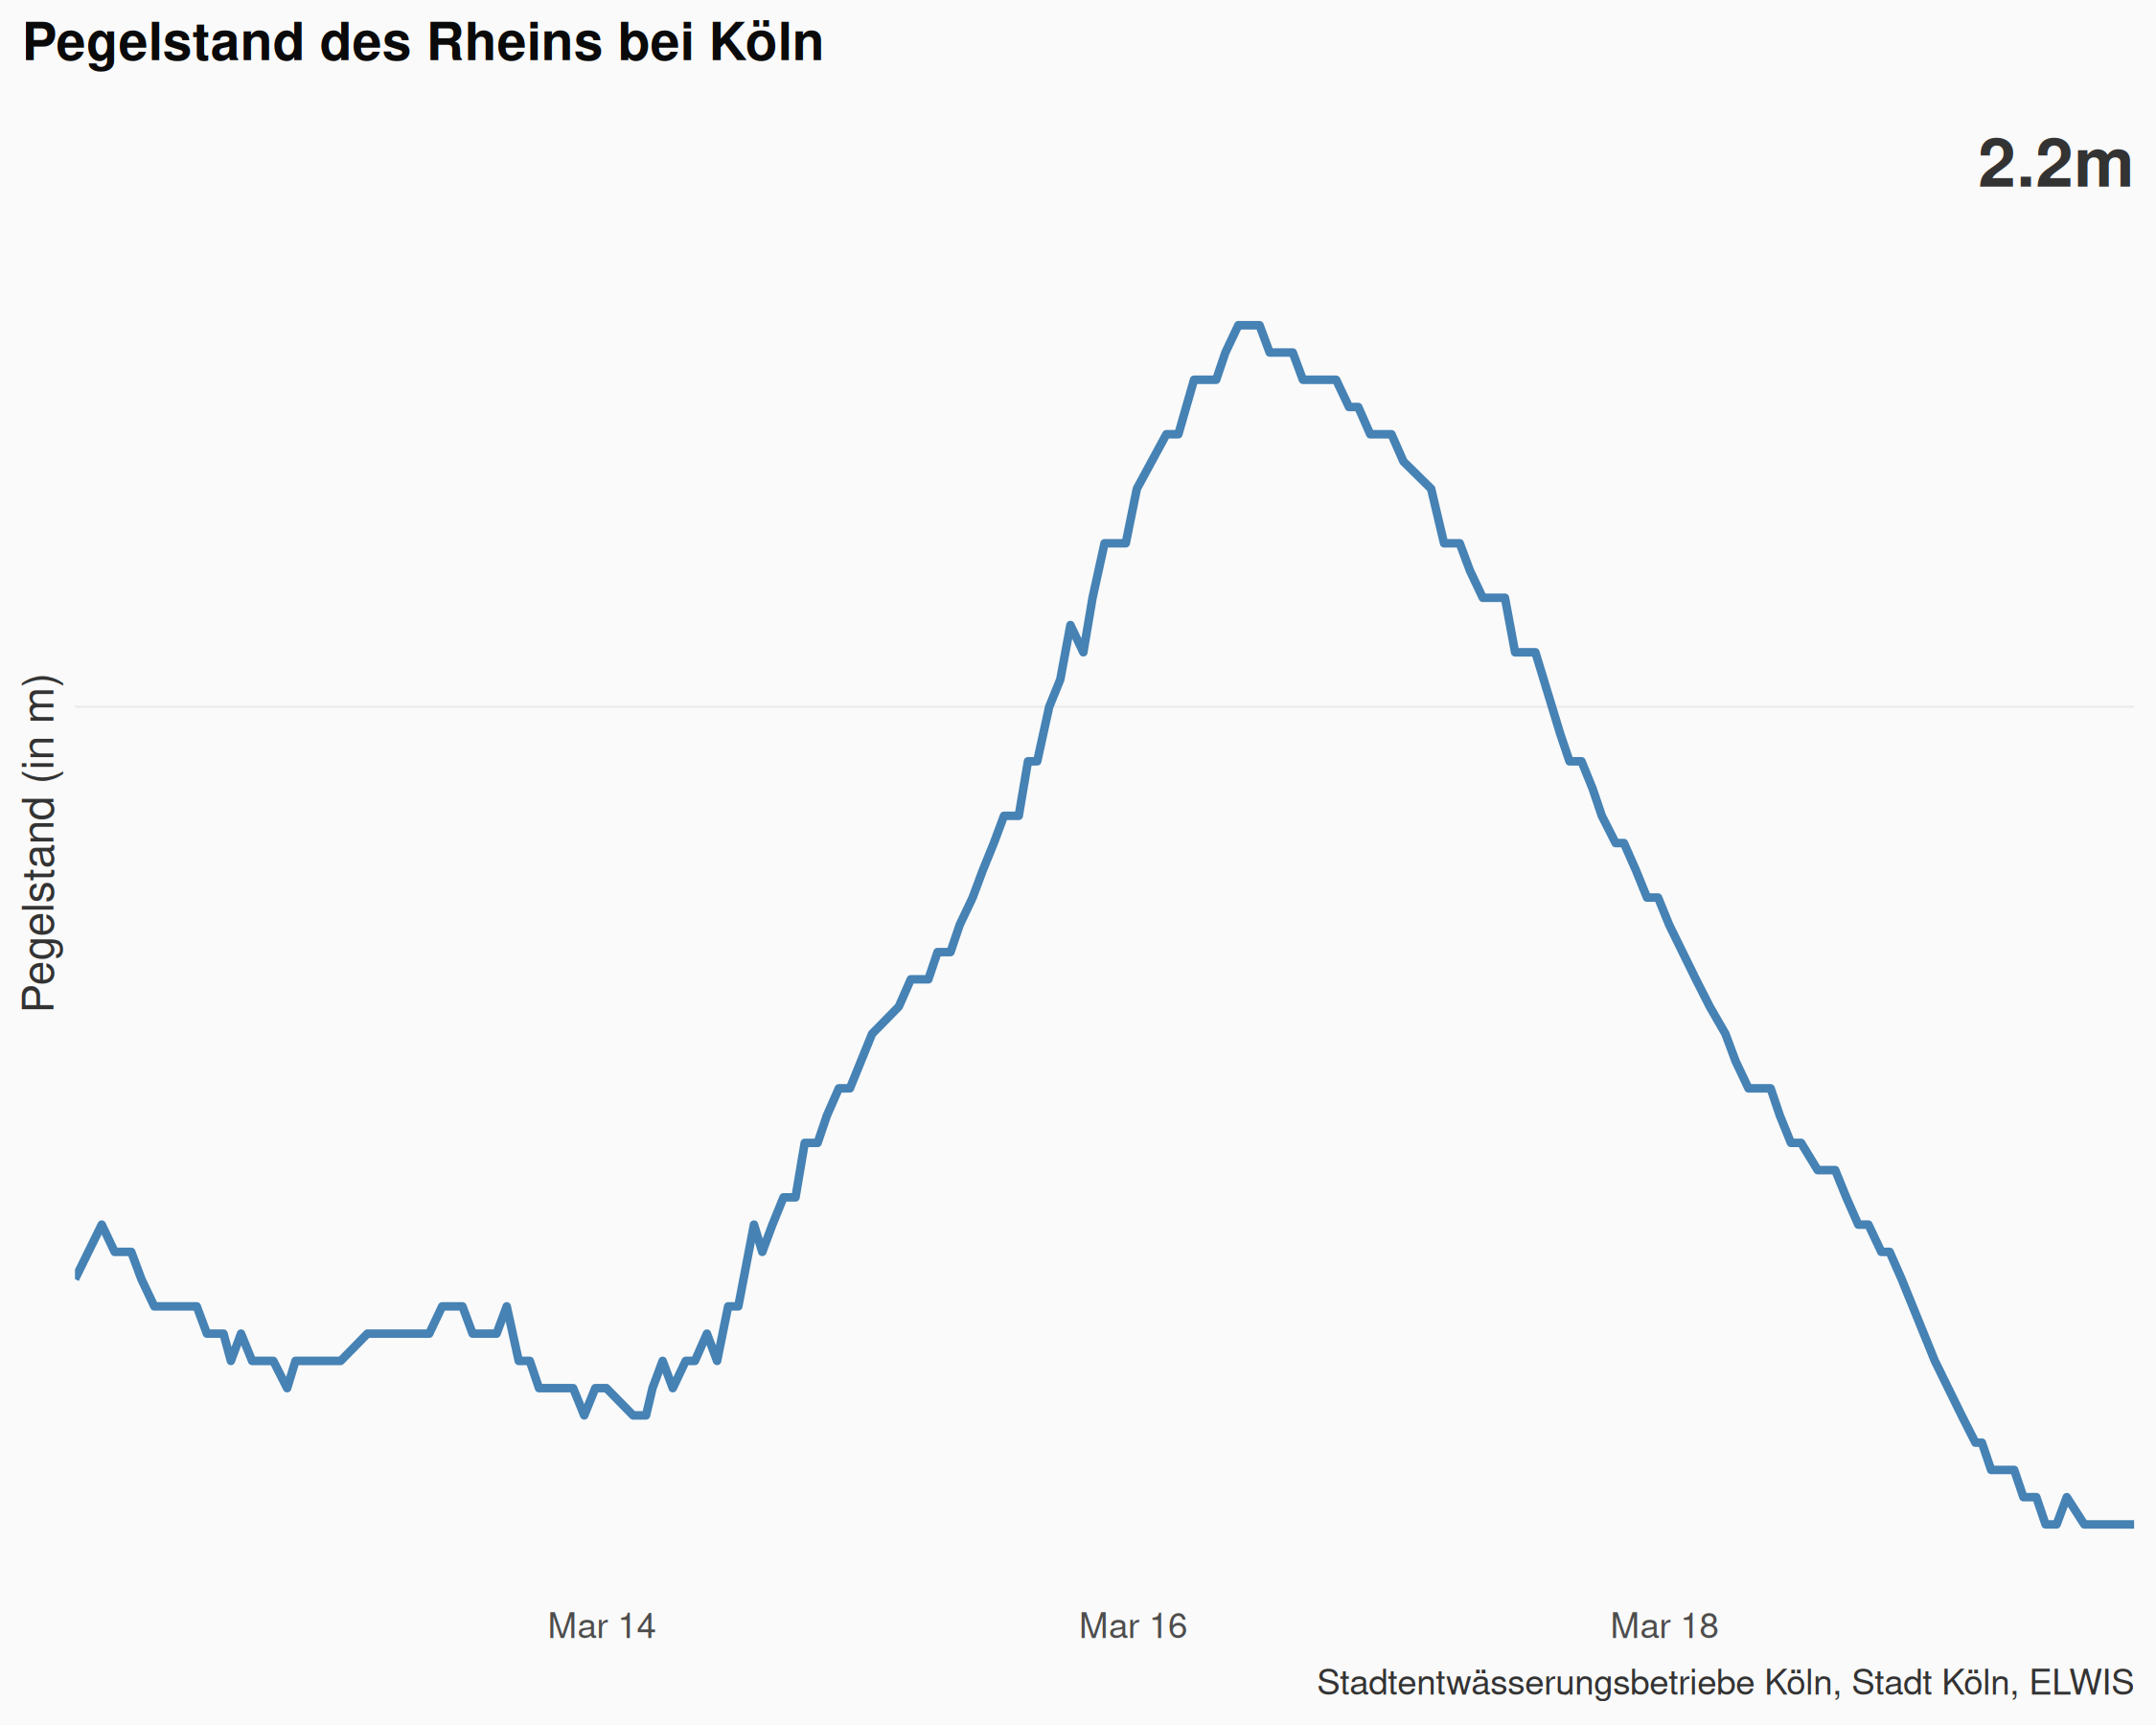 Pegelstand des Rheins bei Köln
2.2m
Pegelstand (in m)
Mar 14
Mar 16
Mar 18
Stadtentwässerungsbetriebe Köln, Stadt Köln, ELWIS